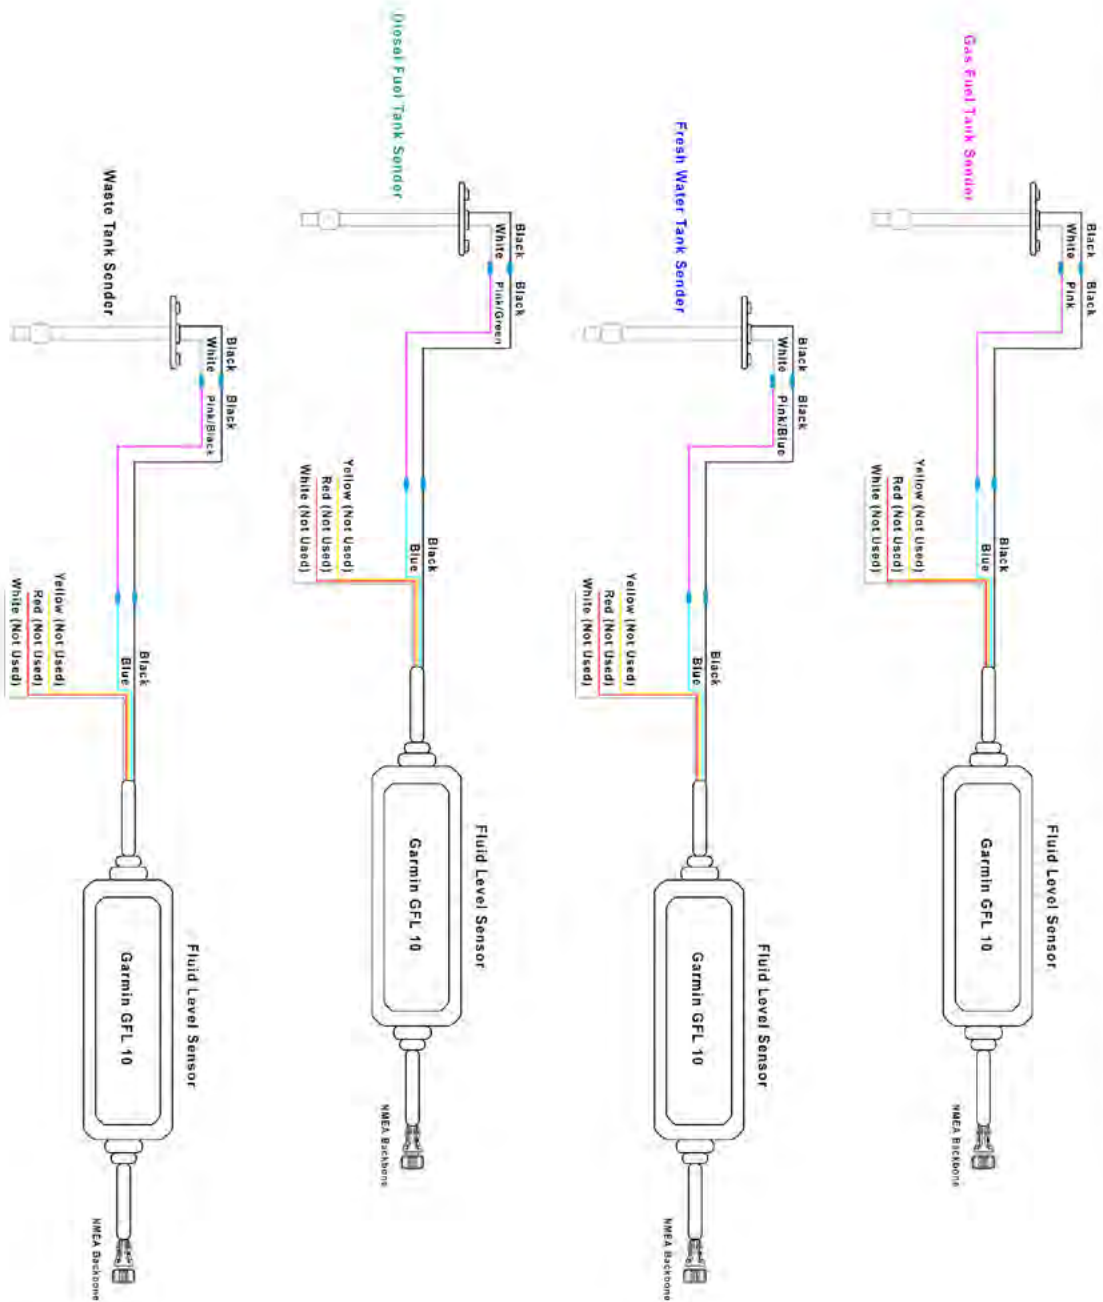 Gas Fuel Tank Sender
Black
White
Black
Pink
Yellow (Not Used)
Red (Not Used)
White (Not Used)
Black
Blue
Fluid Level Sensor
Garmin GFL 10
NMEA Backbone
Fresh Water Tank Sender
Black
White
Black
Pink/Blue
Yellow (Not Used)
Red (Not Used)
White (Not Used)
Black
Blue
Fluid Level Sensor
Garmin GFL 10
NMEA Backbone
Diesel Fuel Tank Sender
Black
White
Black
Pink/Green
Yellow (Not Used)
Red (Not Used)
White (Not Used)
Black
Blue
Fluid Level Sensor
Garmin GFL 10
NMEA Backbone
Waste Tank Sender
Black
White
Black
Pink/Black
Yellow (Not Used)
Red (Not Used)
White (Not Used)
Black
Blue
Fluid Level Sensor
Garmin GFL 10
NMEA Backbone